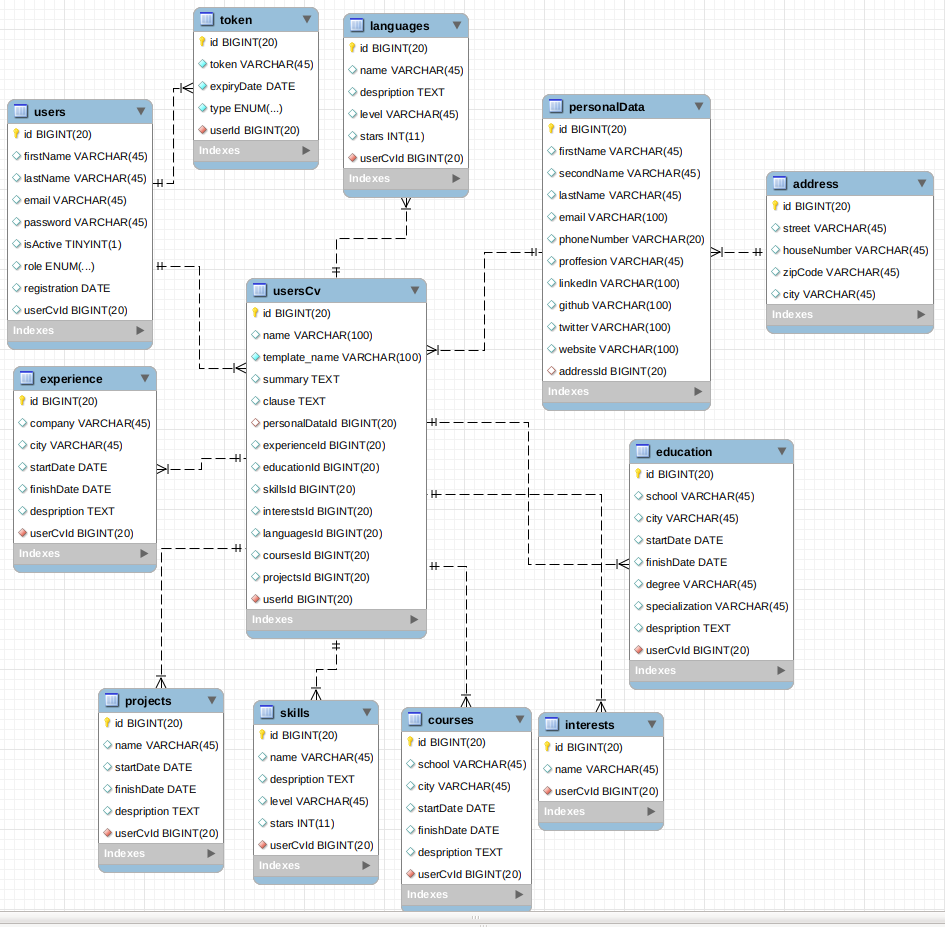 token
id BIGINT(20)
token VARCHAR(45)
expiryDate DATE
type ENUM(...)
userId BIGINT(20)
Indexes
languages
id BIGINT(20)
name VARCHAR(45)
despription TEXT
level VARCHAR(45)
stars INT(11)
userCvId BIGINT(20)
Indexes
users
id BIGINT(20)
firstName VARCHAR(45)
lastName VARCHAR(45)
email VARCHAR(45)
password VARCHAR(45)
isActive TINYINT(1)
role ENUM(...)
registration DATE
userCvId BIGINT(20)
Indexes
personalData
id BIGINT(20)
firstName VARCHAR(45)
secondName VARCHAR(45)
lastName VARCHAR(45)
email VARCHAR(100)
phoneNumber VARCHAR(20)
proffesion VARCHAR(45)
linkedIn VARCHAR(100)
github VARCHAR(100)
twitter VARCHAR(100)
website VARCHAR(100)
addressId BIGINT(20)
Indexes
address
id BIGINT(20)
street VARCHAR(45)
houseNumber VARCHAR(45)
zipCode VARCHAR(45)
city VARCHAR(45)
Indexes
usersCv
id BIGINT(20)
name VARCHAR(100)
template_name VARCHAR(100)
summary TEXT
clause TEXT
personalDataId BIGINT(20)
experienceId BIGINT(20)
educationId BIGINT(20)
skillsId BIGINT(20)
interestsId BIGINT(20)
languagesId BIGINT(20)
coursesId BIGINT(20)
projectsId BIGINT(20)
userId BIGINT(20)
Indexes
experience
id BIGINT(20)
company VARCHAR(45)
city VARCHAR(45)
startDate DATE
finishDate DATE
despription TEXT
userCvId BIGINT(20)
Indexes
education
id BIGINT(20)
school VARCHAR(45)
city VARCHAR(45)
startDate DATE
finishDate DATE
degree VARCHAR(45)
specialization VARCHAR(45)
despription TEXT
userCvId BIGINT(20)
Indexes
projects
id BIGINT(20)
name VARCHAR(45)
startDate DATE
finishDate DATE
despription TEXT
userCvId BIGINT(20)
Indexes
skills
id BIGINT(20)
name VARCHAR(45)
despription TEXT
level VARCHAR(45)
stars INT(11)
userCvId BIGINT(20)
Indexes
courses
id BIGINT(20)
school VARCHAR(45)
city VARCHAR(45)
startDate DATE
finishDate DATE
despription TEXT
userCvId BIGINT(20)
Indexes
interests
id BIGINT(20)
name VARCHAR(45)
userCvId BIGINT(20)
Indexes